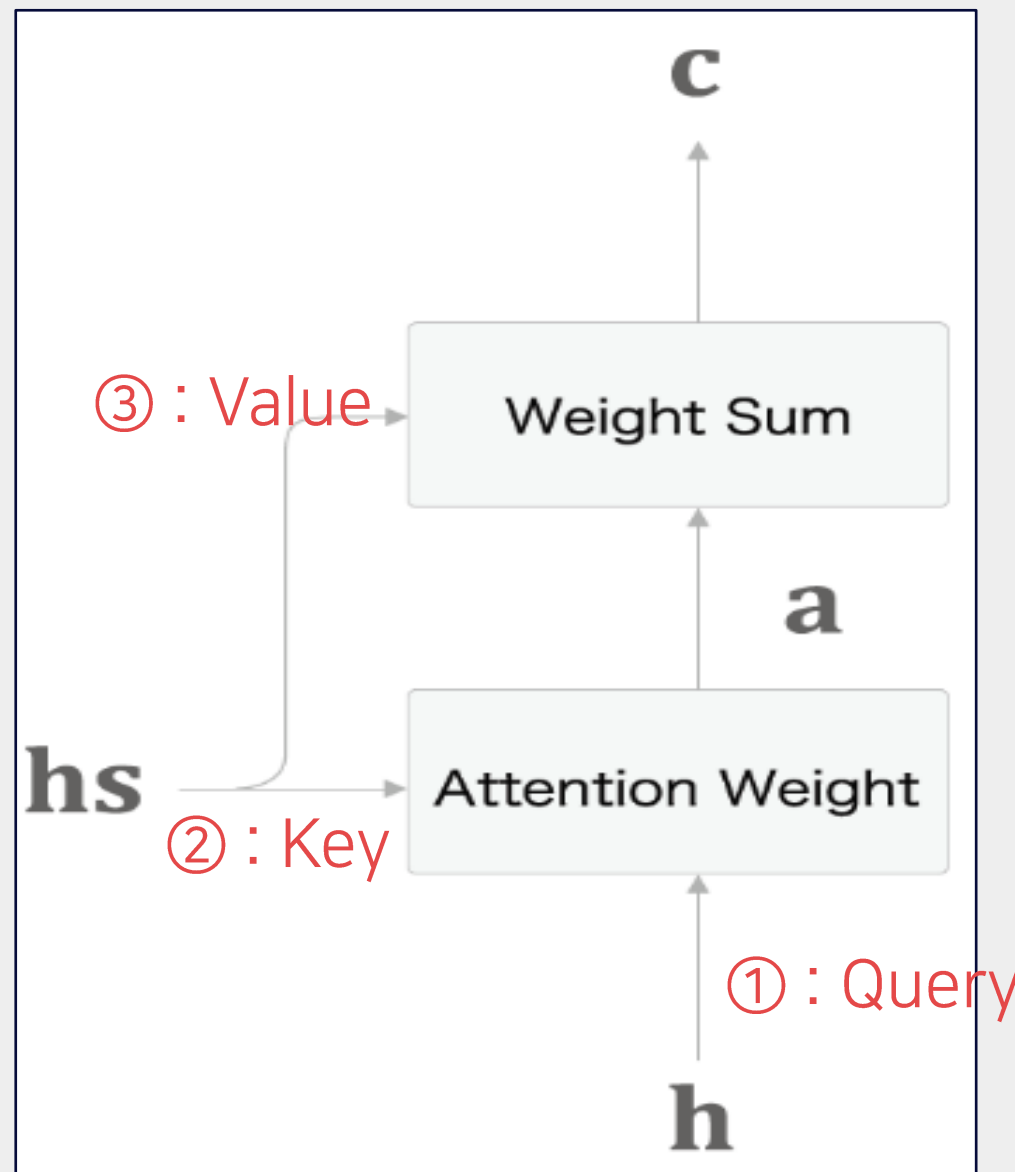 c
③ : Value
Weight Sum
a
hs
Attention Weight
② : Key
① : Query
h